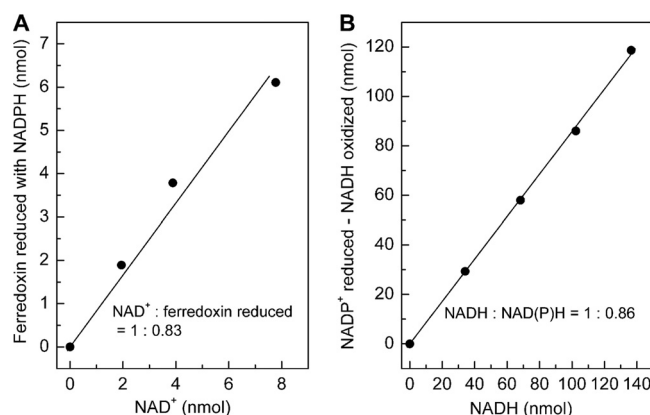 A
Ferredoxin reduced with NADPH (nmol)
7
6
5
4
3
2
1
0
NAD⁺ : ferredoxin reduced
= 1 : 0.83
0 2 4 6 8
NAD⁺ (nmol)
B
NADP⁺ reduced - NADH oxidized (nmol)
120
100
80
60
40
20
0
NADH : NAD(P)H = 1 : 0.86
0 20 40 60 80 100 120 140
NADH (nmol)